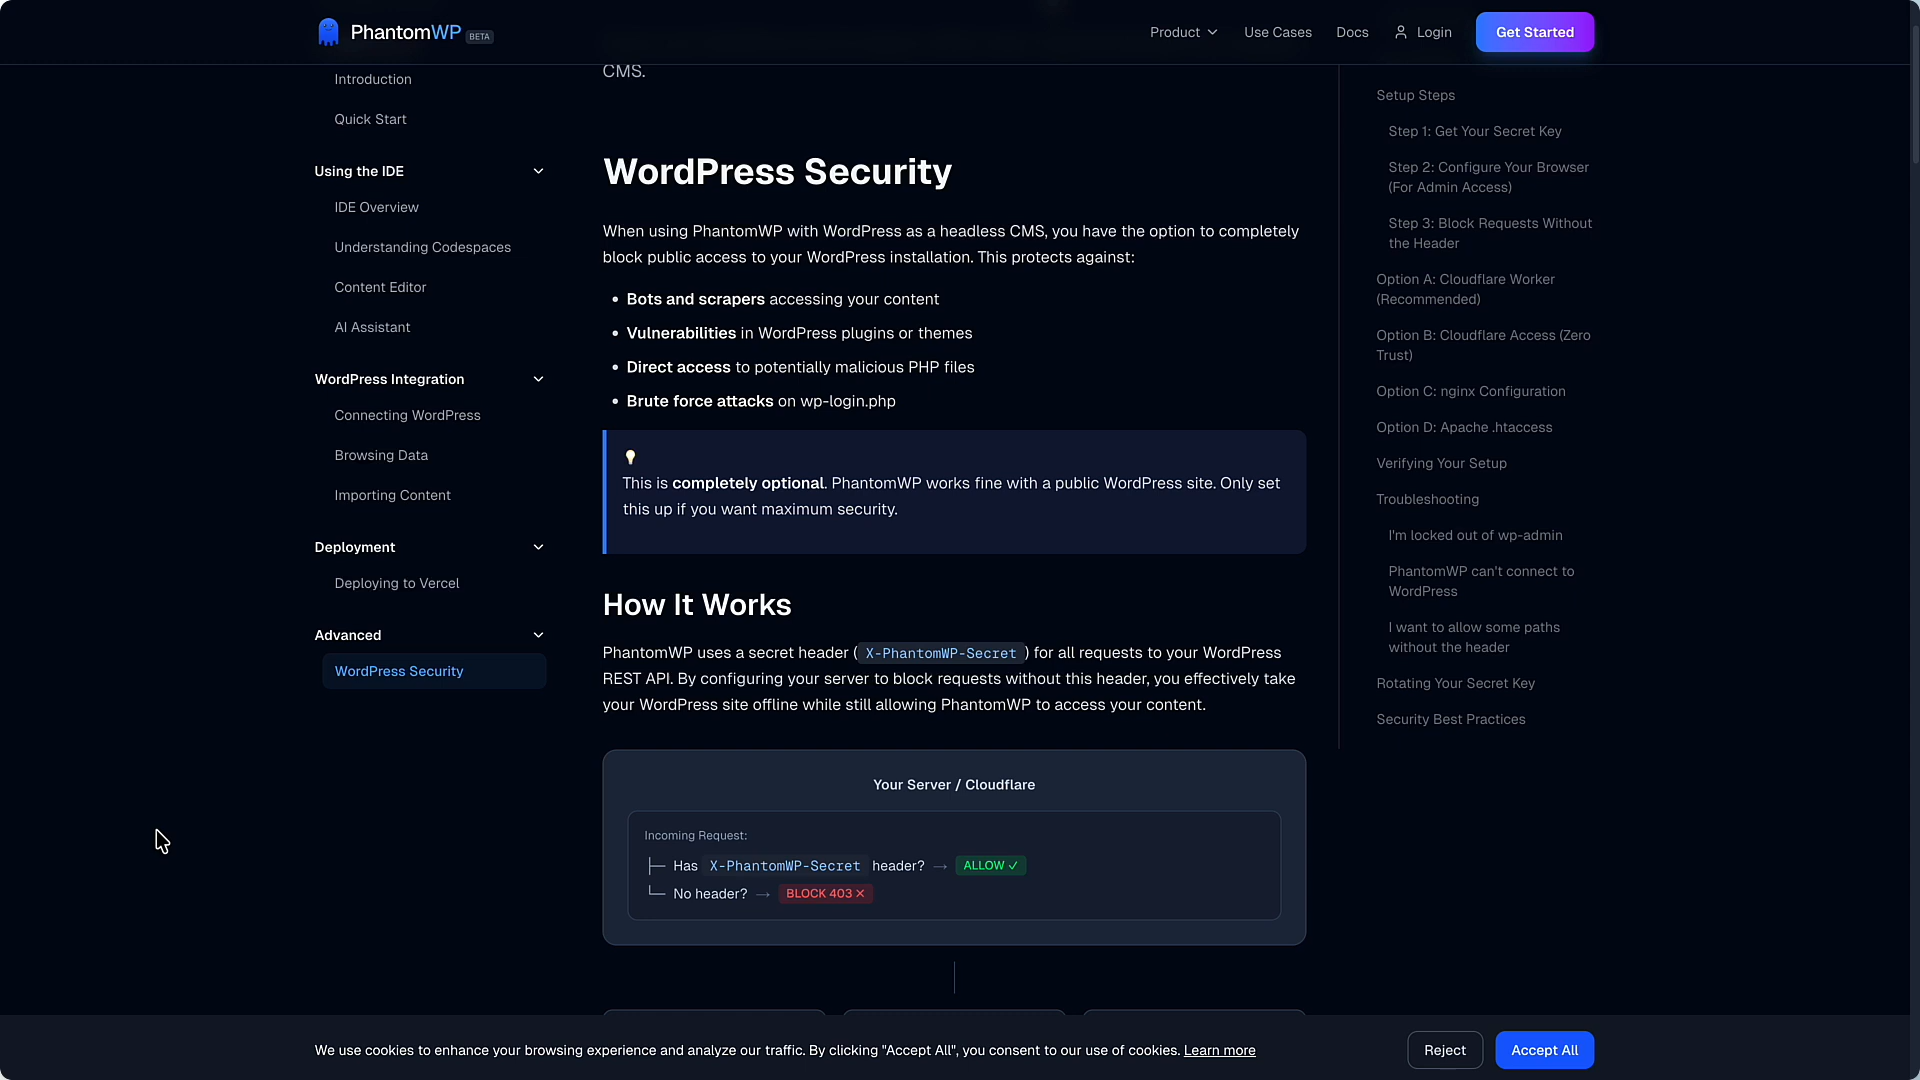 PhantomWP BETA
Product
Use Cases
Docs
Login
Get Started
Introduction
Quick Start
Using the IDE
IDE Overview
Understanding Codespaces
Content Editor
AI Assistant
WordPress Integration
Connecting WordPress
Browsing Data
Importing Content
Deployment
Deploying to Vercel
Advanced
WordPress Security
CMS.
WordPress Security
When using PhantomWP with WordPress as a headless CMS, you have the option to completely
block public access to your WordPress installation. This protects against:
• Bots and scrapers accessing your content
• Vulnerabilities in WordPress plugins or themes
• Direct access to potentially malicious PHP files
• Brute force attacks on wp-login.php
This is completely optional. PhantomWP works fine with a public WordPress site. Only set
this up if you want maximum security.
How It Works
PhantomWP uses a secret header ( X-PhantomWP-Secret ) for all requests to your WordPress
REST API. By configuring your server to block requests without this header, you effectively take
your WordPress site offline while still allowing PhantomWP to access your content.
Your Server / Cloudflare
Incoming Request:
├─ Has X-PhantomWP-Secret header? → ALLOW ✓
└─ No header? → BLOCK 403 ✕
Setup Steps
Step 1: Get Your Secret Key
Step 2: Configure Your Browser
(For Admin Access)
Step 3: Block Requests Without
the Header
Option A: Cloudflare Worker
(Recommended)
Option B: Cloudflare Access (Zero
Trust)
Option C: nginx Configuration
Option D: Apache .htaccess
Verifying Your Setup
Troubleshooting
I'm locked out of wp-admin
PhantomWP can't connect to
WordPress
I want to allow some paths
without the header
Rotating Your Secret Key
Security Best Practices
We use cookies to enhance your browsing experience and analyze our traffic. By clicking "Accept All", you consent to our use of cookies. Learn more
Reject
Accept All